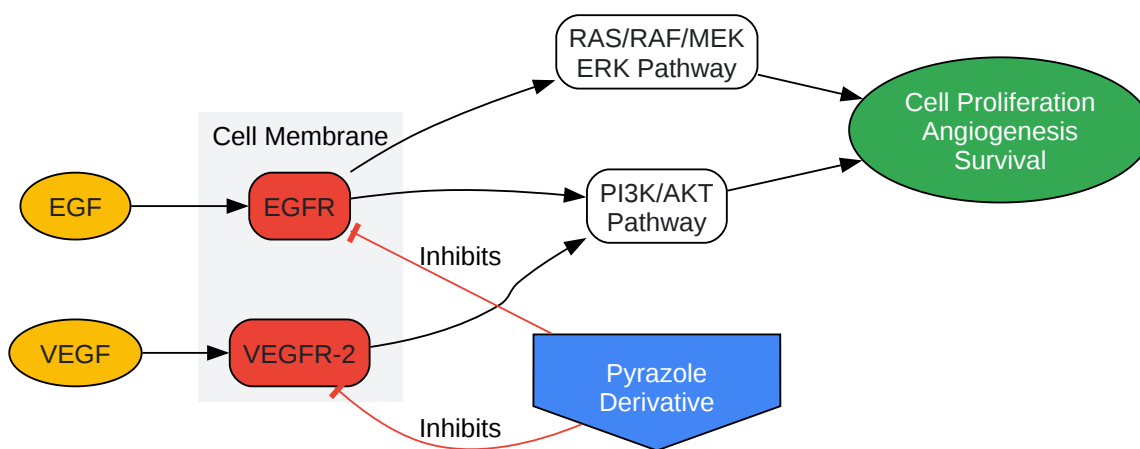 RAS/RAF/MEK
ERK Pathway
Cell Proliferation
Angiogenesis
Survival
Cell Membrane
EGF
EGFR
PI3K/AKT
Pathway
Inhibits
VEGF
VEGFR-2
Pyrazole
Derivative
Inhibits